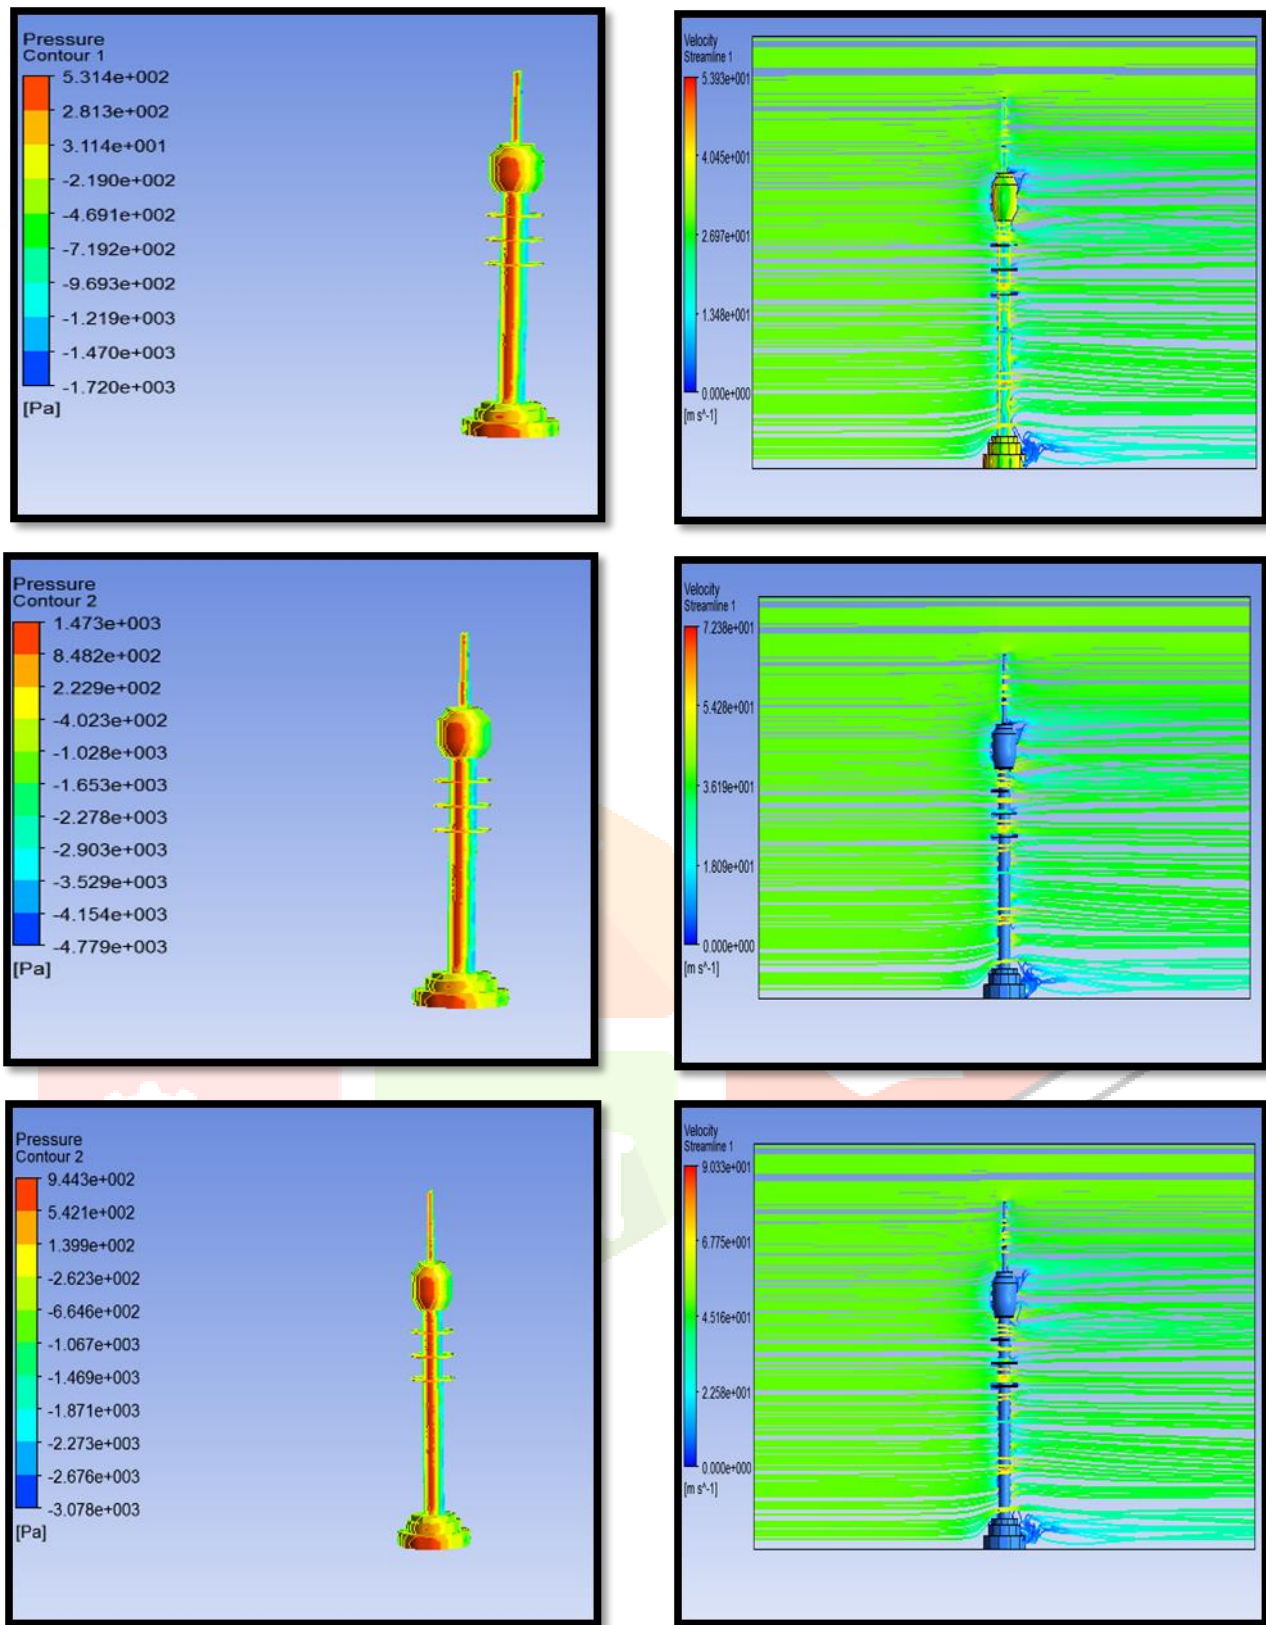 Pressure
Contour 1
5.314e+002
2.813e+002
3.114e+001
-2.190e+002
-4.691e+002
-7.192e+002
-9.693e+002
-1.219e+003
-1.470e+003
-1.720e+003
[Pa]
Velocity
Streamline 1
5.393e+001
4.045e+001
2.697e+001
1.348e+001
0.000e+000
[m s^-1]
Pressure
Contour 2
1.473e+003
8.482e+002
2.229e+002
-4.023e+002
-1.028e+003
-1.653e+003
-2.278e+003
-2.903e+003
-3.529e+003
-4.154e+003
-4.779e+003
[Pa]
Velocity
Streamline 1
7.238e+001
5.428e+001
3.619e+001
1.809e+001
0.000e+000
[m s^-1]
Pressure
Contour 2
9.443e+002
5.421e+002
1.399e+002
-2.623e+002
-6.646e+002
-1.067e+003
-1.469e+003
-1.871e+003
-2.273e+003
-2.676e+003
-3.078e+003
[Pa]
Velocity
Streamline 1
9.033e+001
6.775e+001
4.516e+001
2.258e+001
0.000e+000
[m s^-1]